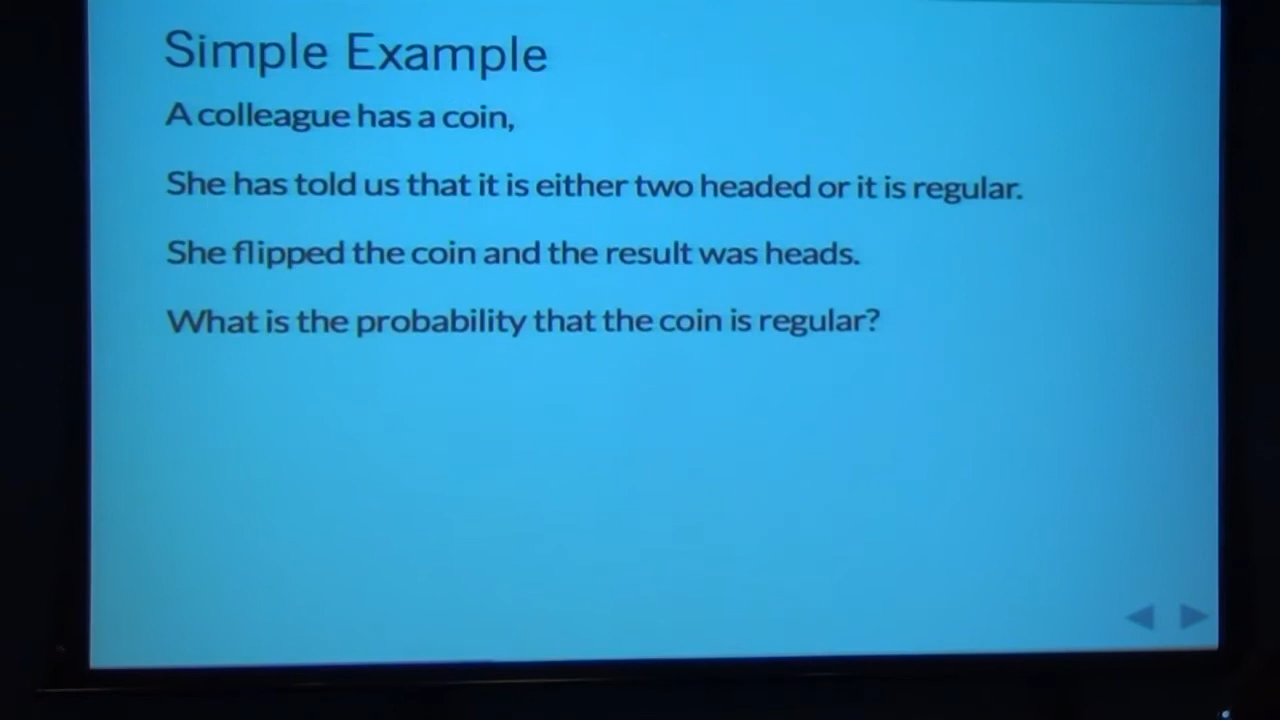 Simple Example
A colleague has a coin,
She has told us that it is either two headed or it is regular.
She flipped the coin and the result was heads.
What is the probability that the coin is regular?